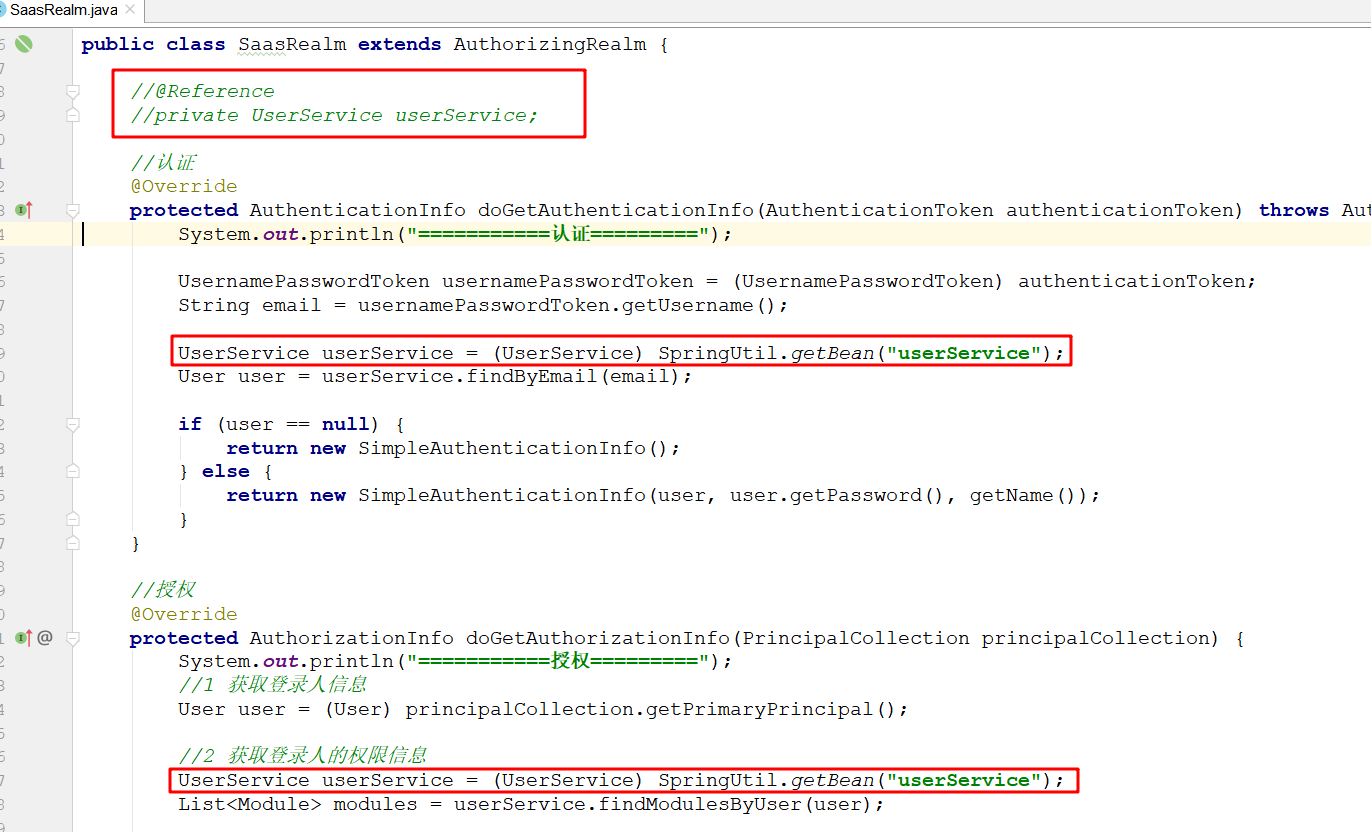 SaasRealm.java
public class SaasRealm extends AuthorizingRealm {
//@Reference
//private UserService userService;
//认证
@Override
protected AuthenticationInfo doGetAuthenticationInfo(AuthenticationToken authenticationToken) throws
System.out.println("===========认证=========");
UsernamePasswordToken usernamePasswordToken = (UsernamePasswordToken) authenticationToken;
String email = usernamePasswordToken.getUsername();
UserService userService = (UserService) SpringUtil.getBean("userService");
User user = userService.findByEmail(email);
if (user == null) {
return new SimpleAuthenticationInfo();
} else {
return new SimpleAuthenticationInfo(user, user.getPassword(), getName());
}
}
//授权
@Override
protected AuthorizationInfo doGetAuthorizationInfo(PrincipalCollection principalCollection) {
System.out.println("===========授权=========");
//1 获取登录人信息
User user = (User) principalCollection.getPrimaryPrincipal();
//2 获取登录人的权限信息
UserService userService = (UserService) SpringUtil.getBean("userService");
List<Module> modules = userService.findModulesByUser(user);